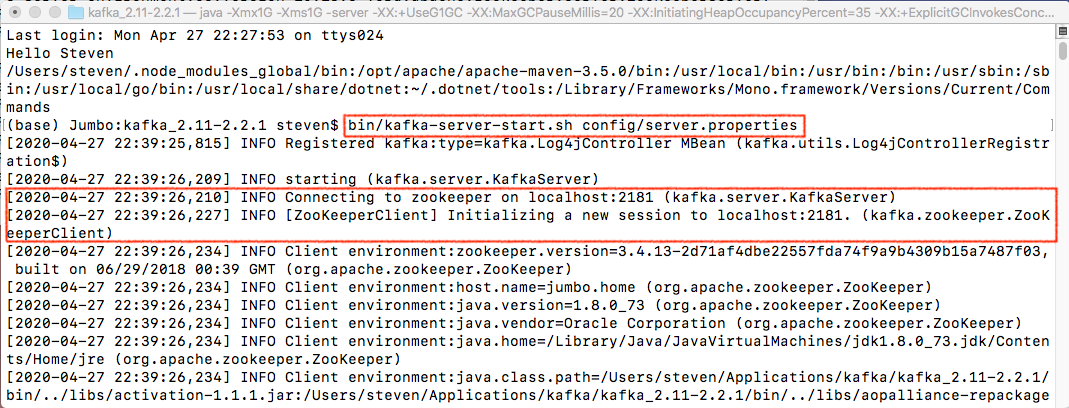 kafka_2.11-2.2.1 — java -Xmx1G -Xms1G -server -XX:+UseG1GC -XX:MaxGCPauseMillis=20 -XX:InitiatingHeapOccupancyPercent=35 -XX:+ExplicitGCInvokesConc...
Last login: Mon Apr 27 22:27:53 on ttys024
Hello Steven
/Users/steven/.node_modules_global/bin:/opt/apache/apache-maven-3.5.0/bin:/usr/local/bin:/usr/bin:/bin:/usr/sbin:/sb
in:/usr/local/go/bin:/usr/local/share/dotnet:~/.dotnet/tools:/Library/Frameworks/Mono.framework/Versions/Current/Com
mands
(base) Jumbo:kafka_2.11-2.2.1 steven$ bin/kafka-server-start.sh config/server.properties
[2020-04-27 22:39:25,815] INFO Registered kafka:type=kafka.Log4jController MBean (kafka.utils.Log4jControllerRegistr
ation$)
[2020-04-27 22:39:26,209] INFO starting (kafka.server.KafkaServer)
[2020-04-27 22:39:26,210] INFO Connecting to zookeeper on localhost:2181 (kafka.server.KafkaServer)
[2020-04-27 22:39:26,227] INFO [ZooKeeperClient] Initializing a new session to localhost:2181. (kafka.zookeeper.ZooK
eeperClient)
[2020-04-27 22:39:26,234] INFO Client environment:zookeeper.version=3.4.13-2d71af4dbe22557fda74f9a9b4309b15a7487f03,
built on 06/29/2018 00:39 GMT (org.apache.zookeeper.ZooKeeper)
[2020-04-27 22:39:26,234] INFO Client environment:host.name=jumbo.home (org.apache.zookeeper.ZooKeeper)
[2020-04-27 22:39:26,234] INFO Client environment:java.version=1.8.0_73 (org.apache.zookeeper.ZooKeeper)
[2020-04-27 22:39:26,234] INFO Client environment:java.vendor=Oracle Corporation (org.apache.zookeeper.ZooKeeper)
[2020-04-27 22:39:26,234] INFO Client environment:java.home=/Library/Java/JavaVirtualMachines/jdk1.8.0_73.jdk/Conten
ts/Home/jre (org.apache.zookeeper.ZooKeeper)
[2020-04-27 22:39:26,234] INFO Client environment:java.class.path=/Users/steven/Applications/kafka/kafka_2.11-2.2.1/
bin/../libs/activation-1.1.1.jar:/Users/steven/Applications/kafka/kafka_2.11-2.2.1/bin/../libs/aopalliance-repackage